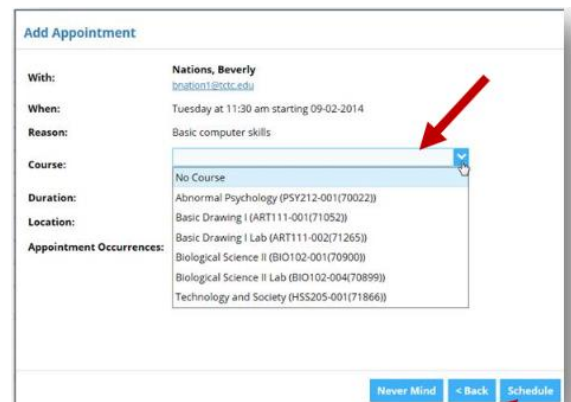 Add Appointment
With: Nations, Beverly
bnation1@tctc.edu
When: Tuesday at 11:30 am starting 09-02-2014
Reason: Basic computer skills
Course:
No Course
Duration: Abnormal Psychology (PSY212-001(70022))
Location: Basic Drawing I (ART111-001(71052))
Basic Drawing I Lab (ART111-002(71265))
Appointment Occurrences:
Biological Science II (BIO102-001(70900))
Biological Science II Lab (BIO102-004(70899))
Technology and Society (HSS205-001(71866))
Never Mind < Back Schedule